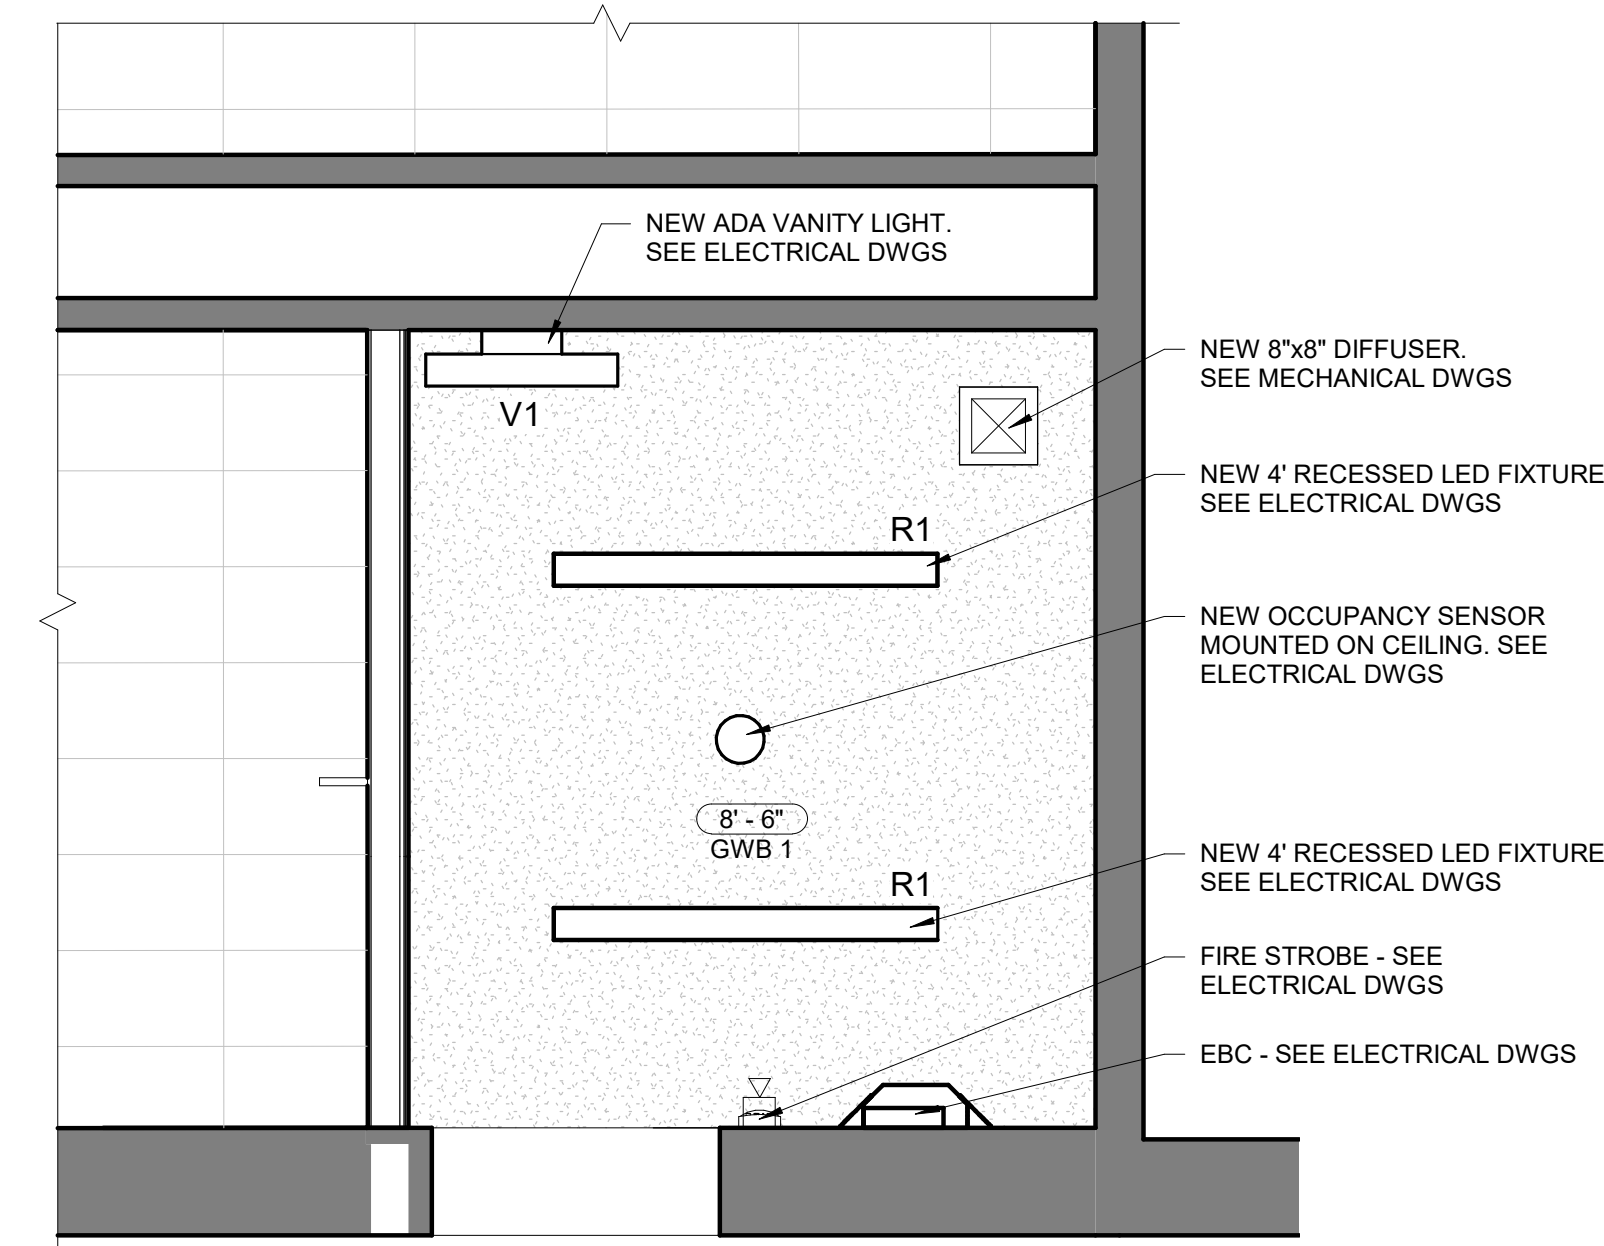 NEW ADA VANITY LIGHT.
SEE ELECTRICAL DWGS
NEW 8"x8" DIFFUSER.
SEE MECHANICAL DWGS
V1
NEW 4' RECESSED LED FIXTURE
SEE ELECTRICAL DWGS
R1
NEW OCCUPANCY SENSOR
MOUNTED ON CEILING. SEE
ELECTRICAL DWGS
8' - 6"
GWB 1
NEW 4' RECESSED LED FIXTURE
SEE ELECTRICAL DWGS
R1
FIRE STROBE - SEE
ELECTRICAL DWGS
EBC - SEE ELECTRICAL DWGS